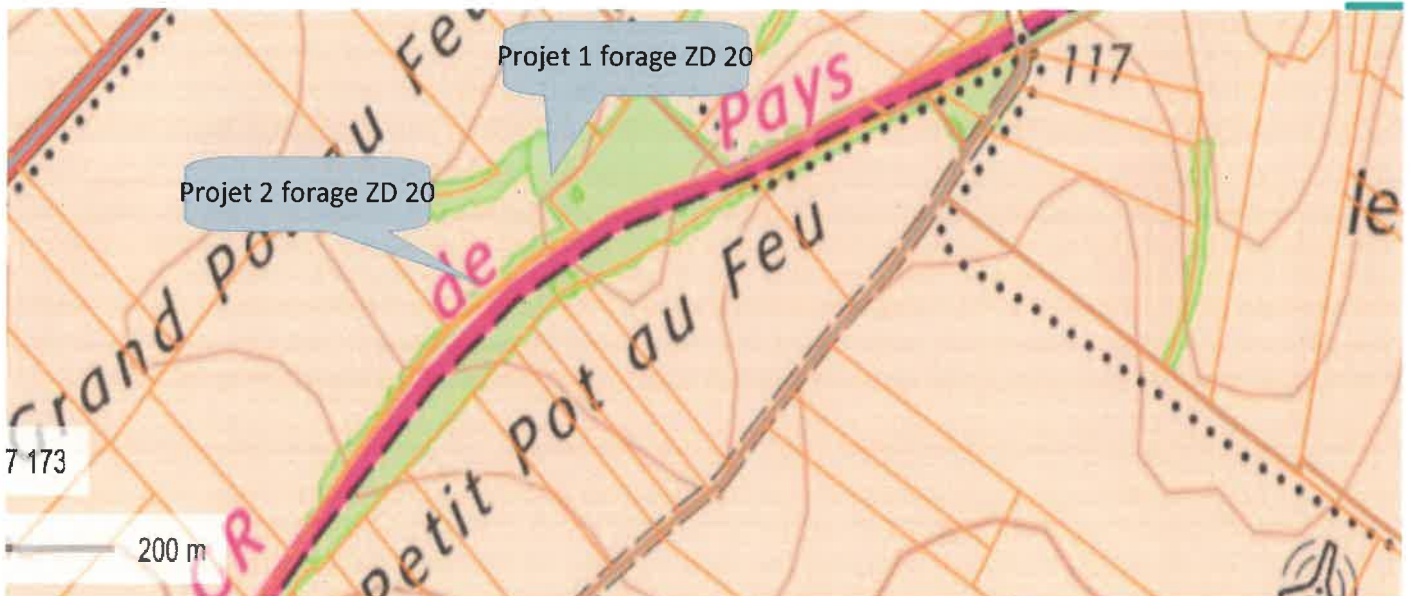 Projet 1 forage ZD 20
117
Projet 2 forage ZD 20
Grand Pot au Feu
CR de Pays
le
Petit Pot au Feu
7 173
200 m